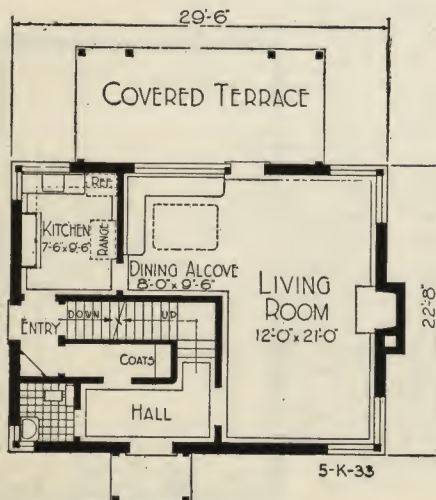 29'-6"
COVERED TERRACE
REF.
KITCHEN
7'-6" x 9'-6"
RANGE
DINING ALCOVE
8'-0" x 9'-6"
LIVING
ROOM
12'-0" x 21'-0"
22'-8"
DOWN
UP
ENTRY
COATS
HALL
5-K-33